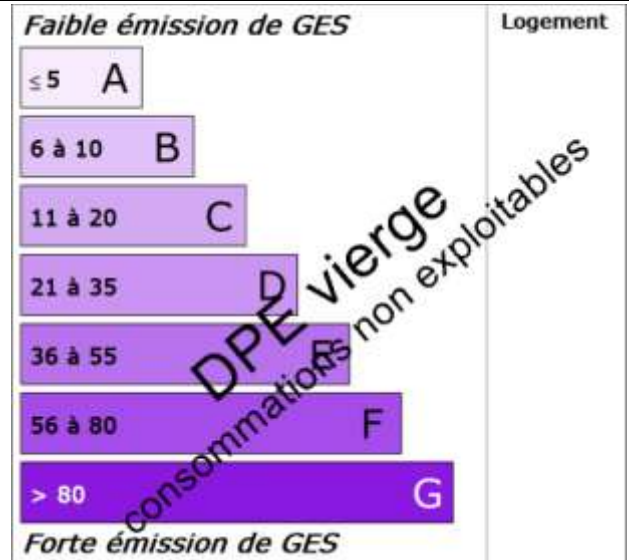 Faible émission de GES
Logement
≤ 5 A
6 à 10 B
11 à 20 C
21 à 35 D
36 à 55 E
56 à 80 F
> 80 G
Forte émission de GES
DPE vierge
consommations non exploitables